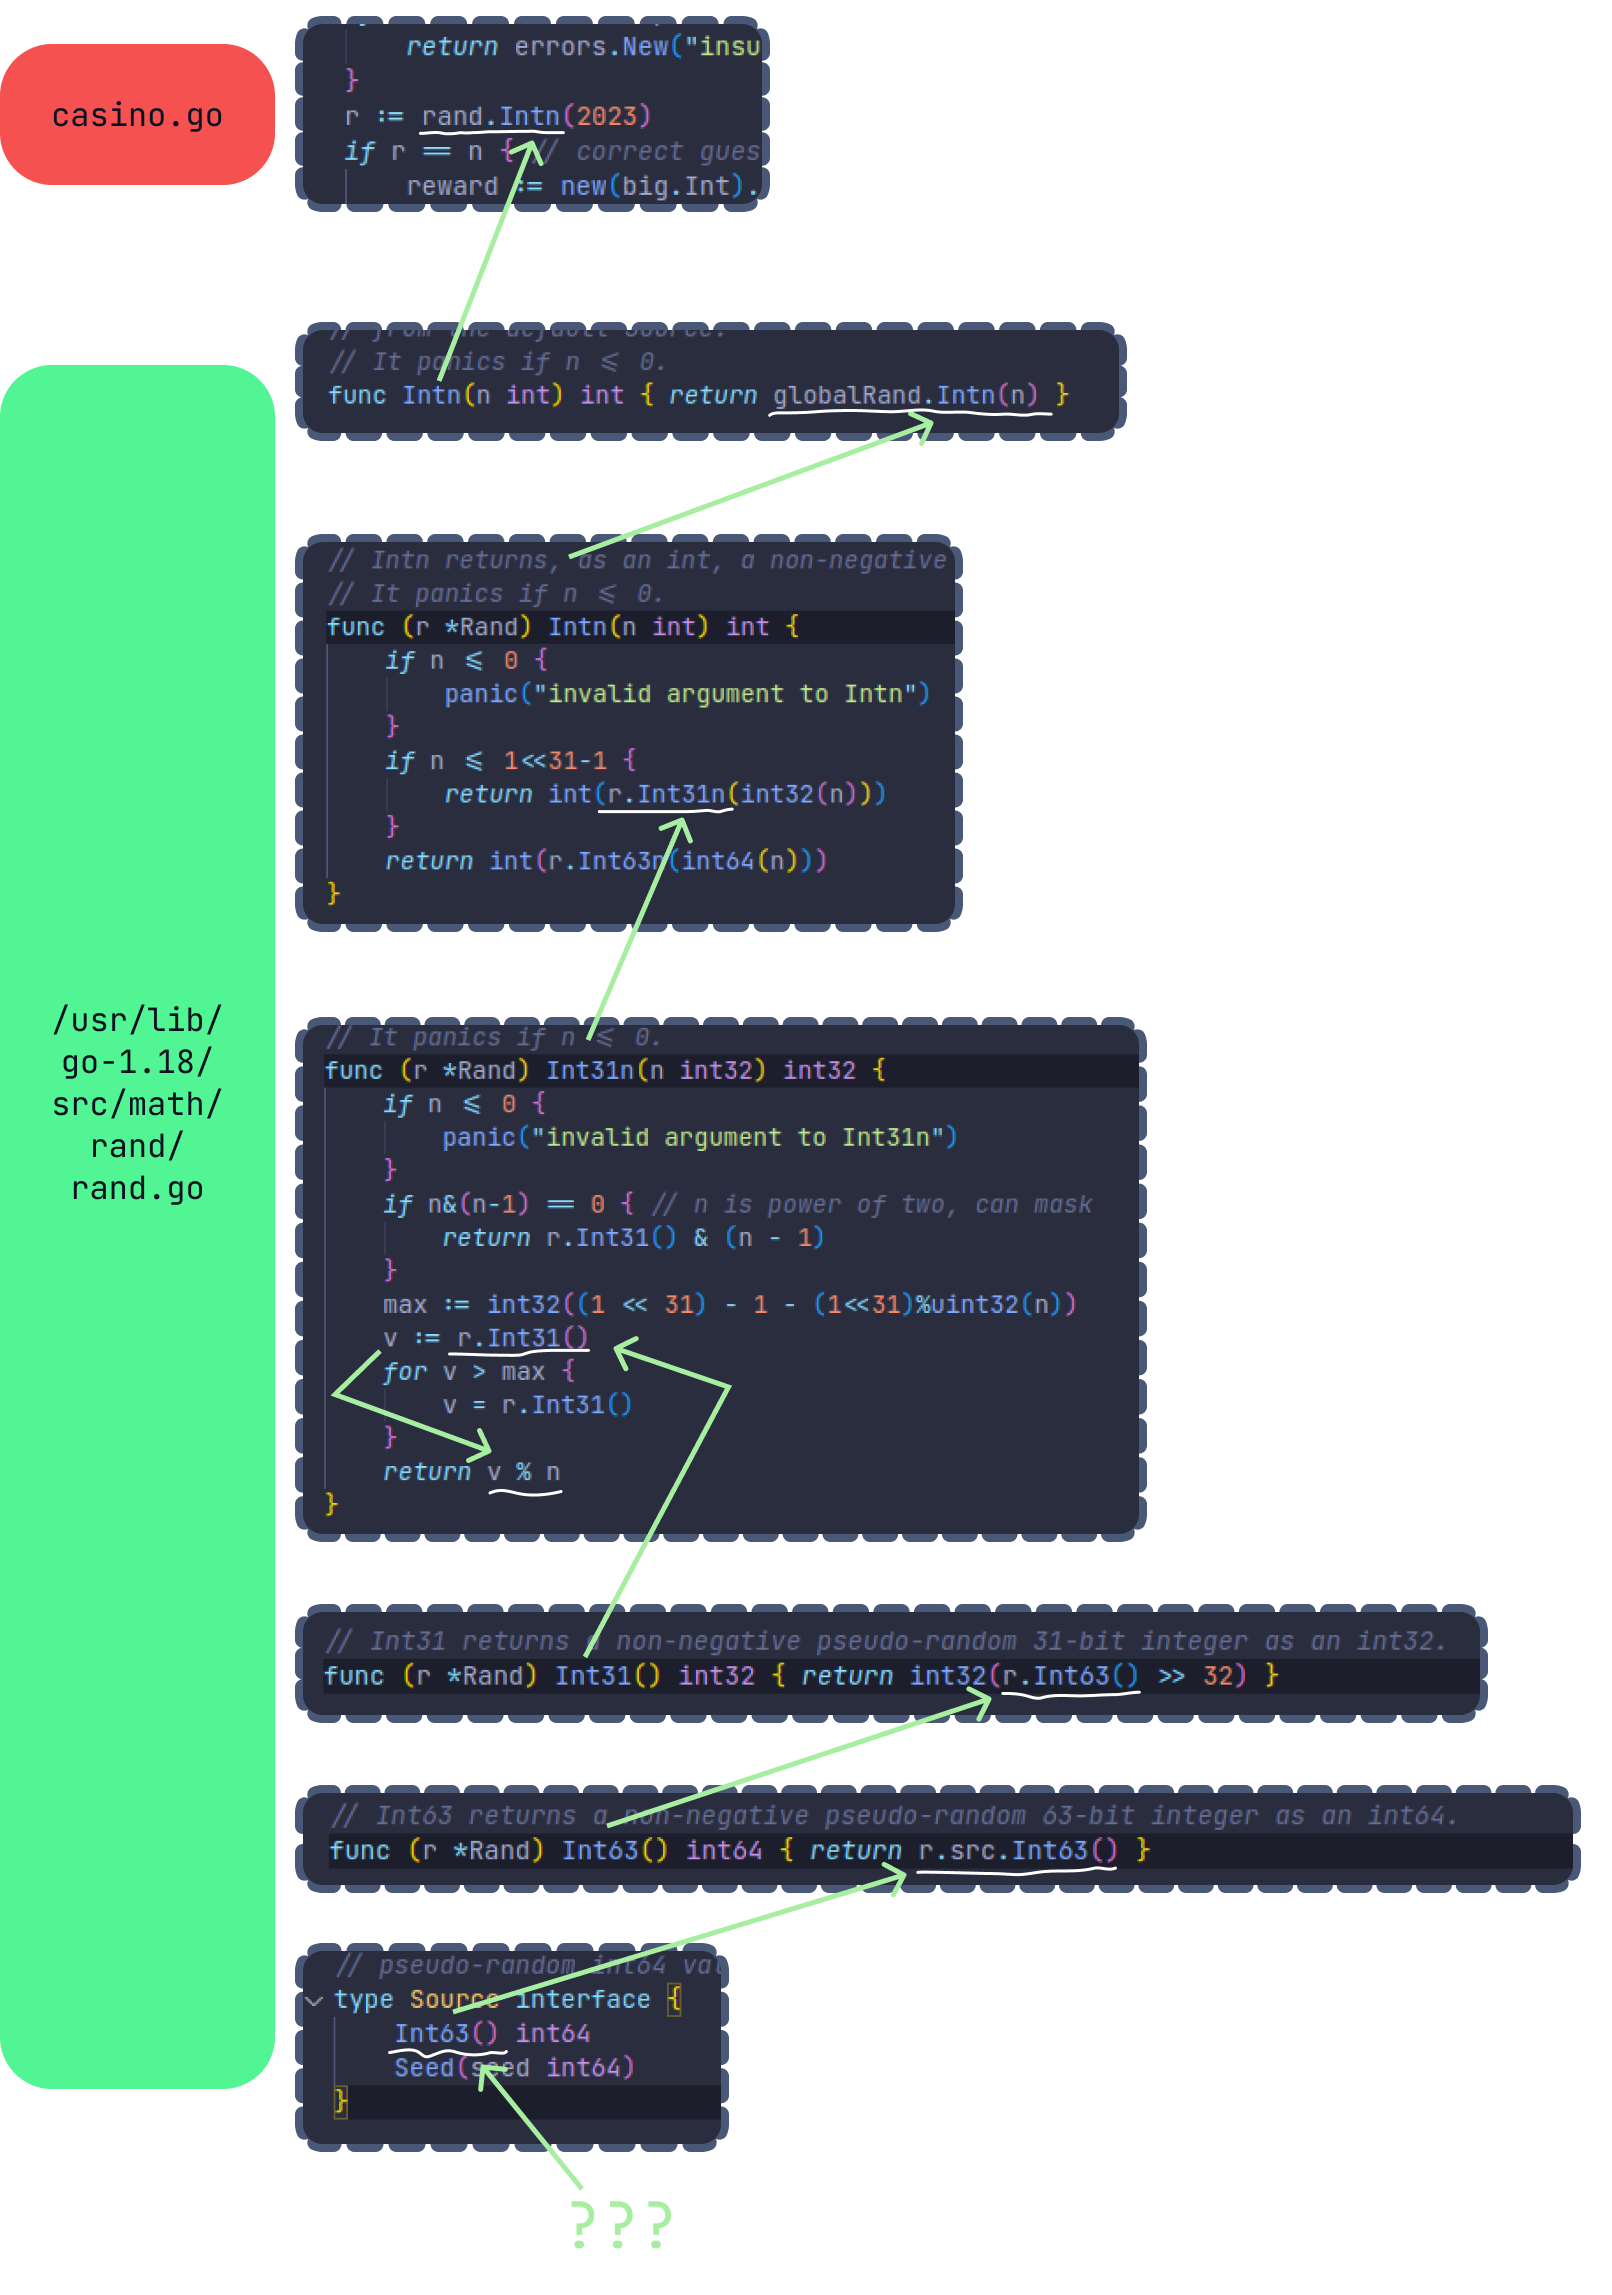 casino.go
return errors.New("insu
}
r := rand.Intn(2023)
if r == n { // correct gues
reward := new(big.Int).
/usr/lib/
go-1.18/
src/math/
rand/
rand.go
// from the default Source.
// It panics if n <= 0.
func Intn(n int) int { return globalRand.Intn(n) }
// Intn returns, as an int, a non-negative
// It panics if n <= 0.
func (r *Rand) Intn(n int) int {
if n <= 0 {
panic("invalid argument to Intn")
}
if n <= 1<<31-1 {
return int(r.Int31n(int32(n)))
}
return int(r.Int63n(int64(n)))
}
// It panics if n <= 0.
func (r *Rand) Int31n(n int32) int32 {
if n <= 0 {
panic("invalid argument to Int31n")
}
if n&(n-1) == 0 { // n is power of two, can mask
return r.Int31() & (n - 1)
}
max := int32((1 << 31) - 1 - (1<<31)%uint32(n))
v := r.Int31()
for v > max {
v = r.Int31()
}
return v % n
}
// Int31 returns a non-negative pseudo-random 31-bit integer as an int32.
func (r *Rand) Int31() int32 { return int32(r.Int63() >> 32) }
// Int63 returns a non-negative pseudo-random 63-bit integer as an int64.
func (r *Rand) Int63() int64 { return r.src.Int63() }
// pseudo-random int64 val
type Source interface {
Int63() int64
Seed(seed int64)
}
???